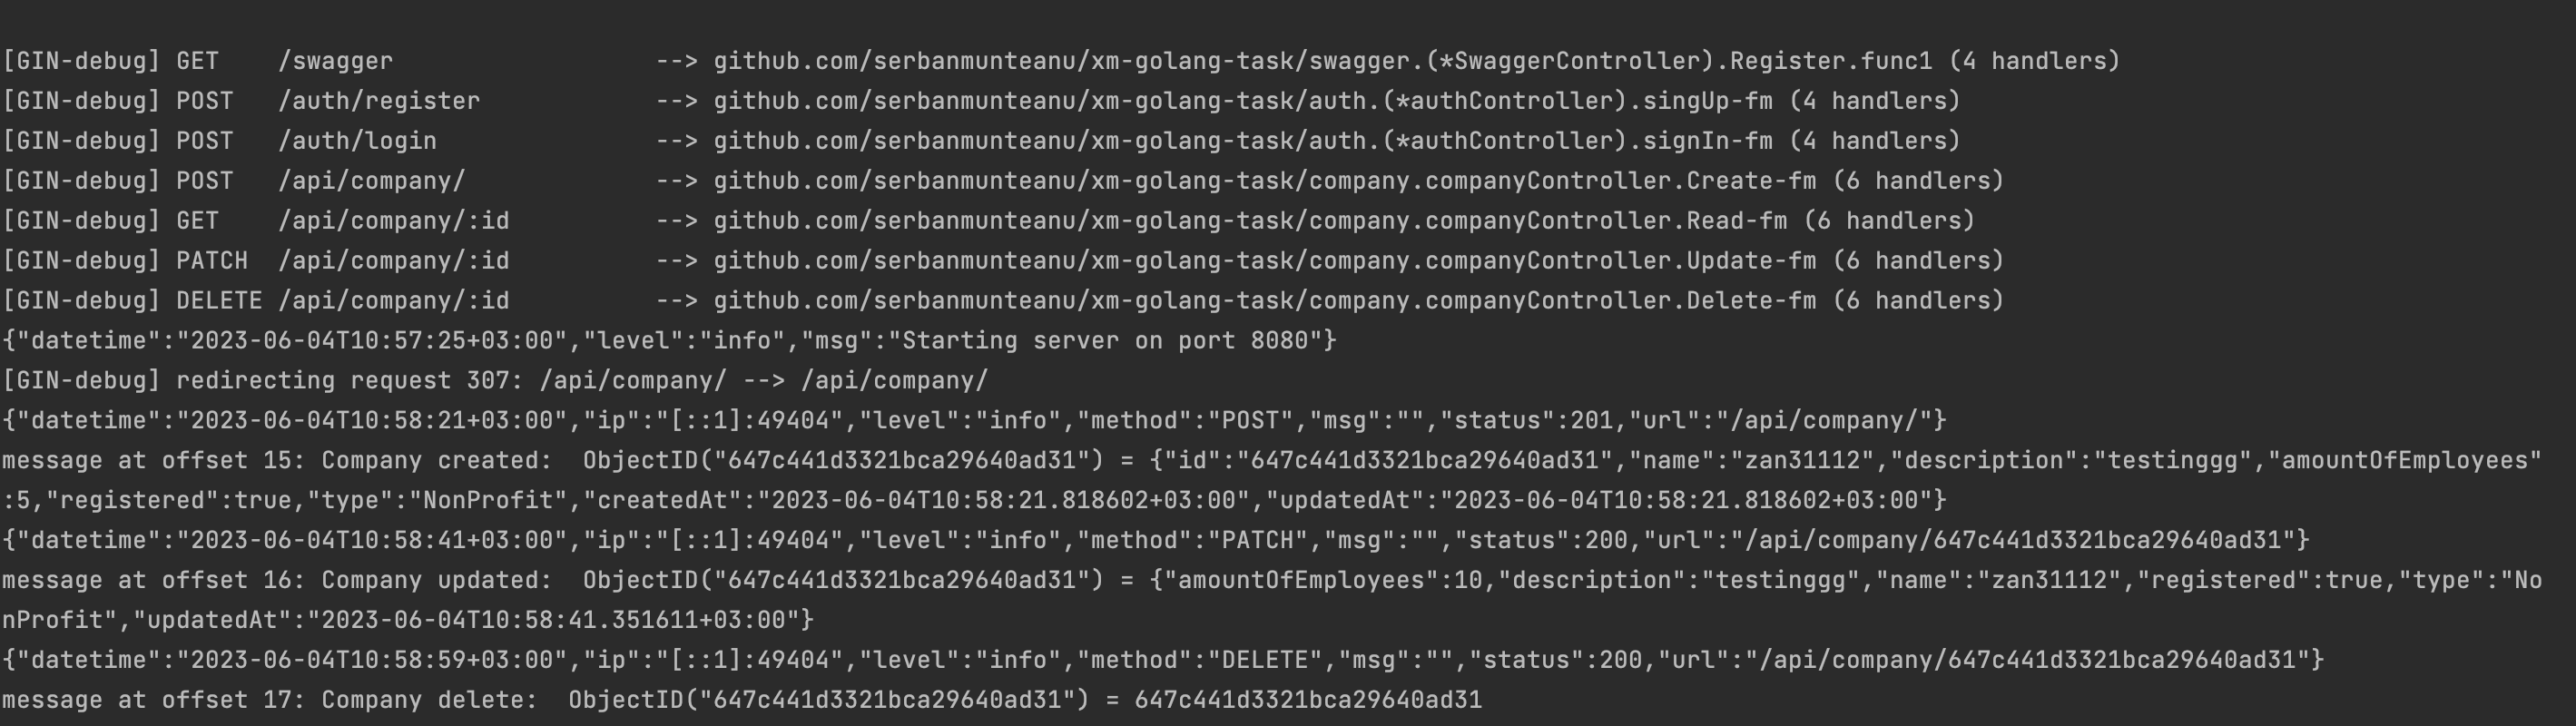 [GIN-debug] GET    /swagger                  --> github.com/serbanmunteanu/xm-golang-task/swagger.(*SwaggerController).Register.func1 (4 handlers)
[GIN-debug] POST   /auth/register            --> github.com/serbanmunteanu/xm-golang-task/auth.(*authController).singUp-fm (4 handlers)
[GIN-debug] POST   /auth/login               --> github.com/serbanmunteanu/xm-golang-task/auth.(*authController).signIn-fm (4 handlers)
[GIN-debug] POST   /api/company/             --> github.com/serbanmunteanu/xm-golang-task/company.companyController.Create-fm (6 handlers)
[GIN-debug] GET    /api/company/:id          --> github.com/serbanmunteanu/xm-golang-task/company.companyController.Read-fm (6 handlers)
[GIN-debug] PATCH  /api/company/:id          --> github.com/serbanmunteanu/xm-golang-task/company.companyController.Update-fm (6 handlers)
[GIN-debug] DELETE /api/company/:id          --> github.com/serbanmunteanu/xm-golang-task/company.companyController.Delete-fm (6 handlers)
{"datetime":"2023-06-04T10:57:25+03:00","level":"info","msg":"Starting server on port 8080"}
[GIN-debug] redirecting request 307: /api/company/ --> /api/company/
{"datetime":"2023-06-04T10:58:21+03:00","ip":"[::1]:49404","level":"info","method":"POST","msg":"","status":201,"url":"/api/company/"}
message at offset 15: Company created:  ObjectID("647c441d3321bca29640ad31") = {"id":"647c441d3321bca29640ad31","name":"zan31112","description":"testinggg","amountOfEmployees"
:5,"registered":true,"type":"NonProfit","createdAt":"2023-06-04T10:58:21.818602+03:00","updatedAt":"2023-06-04T10:58:21.818602+03:00"}
{"datetime":"2023-06-04T10:58:41+03:00","ip":"[::1]:49404","level":"info","method":"PATCH","msg":"","status":200,"url":"/api/company/647c441d3321bca29640ad31"}
message at offset 16: Company updated:  ObjectID("647c441d3321bca29640ad31") = {"amountOfEmployees":10,"description":"testinggg","name":"zan31112","registered":true,"type":"No
nProfit","updatedAt":"2023-06-04T10:58:41.351611+03:00"}
{"datetime":"2023-06-04T10:58:59+03:00","ip":"[::1]:49404","level":"info","method":"DELETE","msg":"","status":200,"url":"/api/company/647c441d3321bca29640ad31"}
message at offset 17: Company delete:  ObjectID("647c441d3321bca29640ad31") = 647c441d3321bca29640ad31